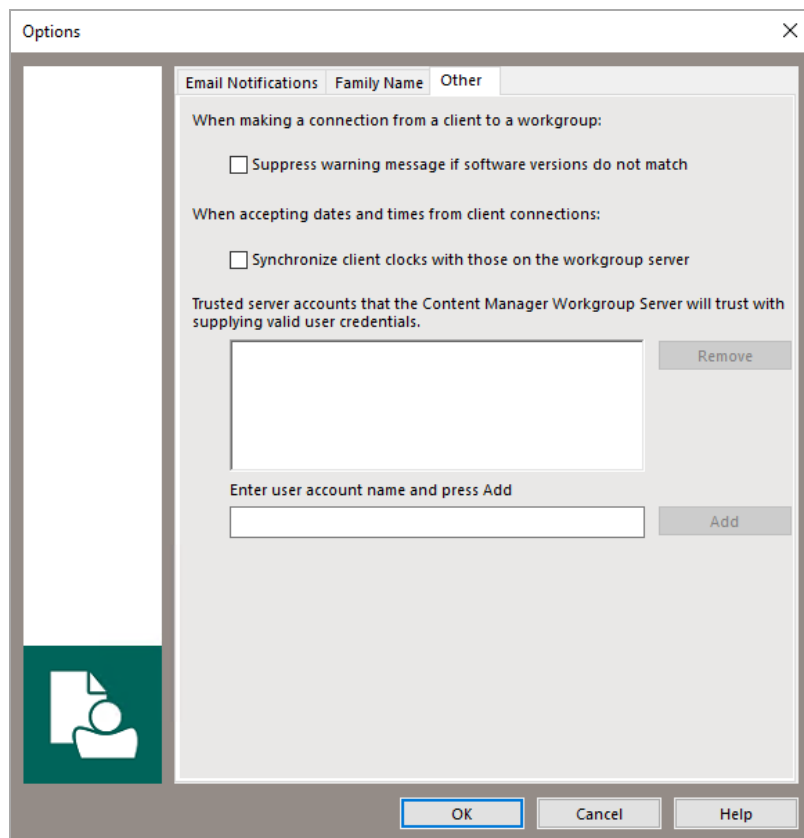 Options
Email Notifications Family Name Other
When making a connection from a client to a workgroup:
Suppress warning message if software versions do not match
When accepting dates and times from client connections:
Synchronize client clocks with those on the workgroup server
Trusted server accounts that the Content Manager Workgroup Server will trust with
supplying valid user credentials.
Remove
Enter user account name and press Add
Add
OK Cancel Help